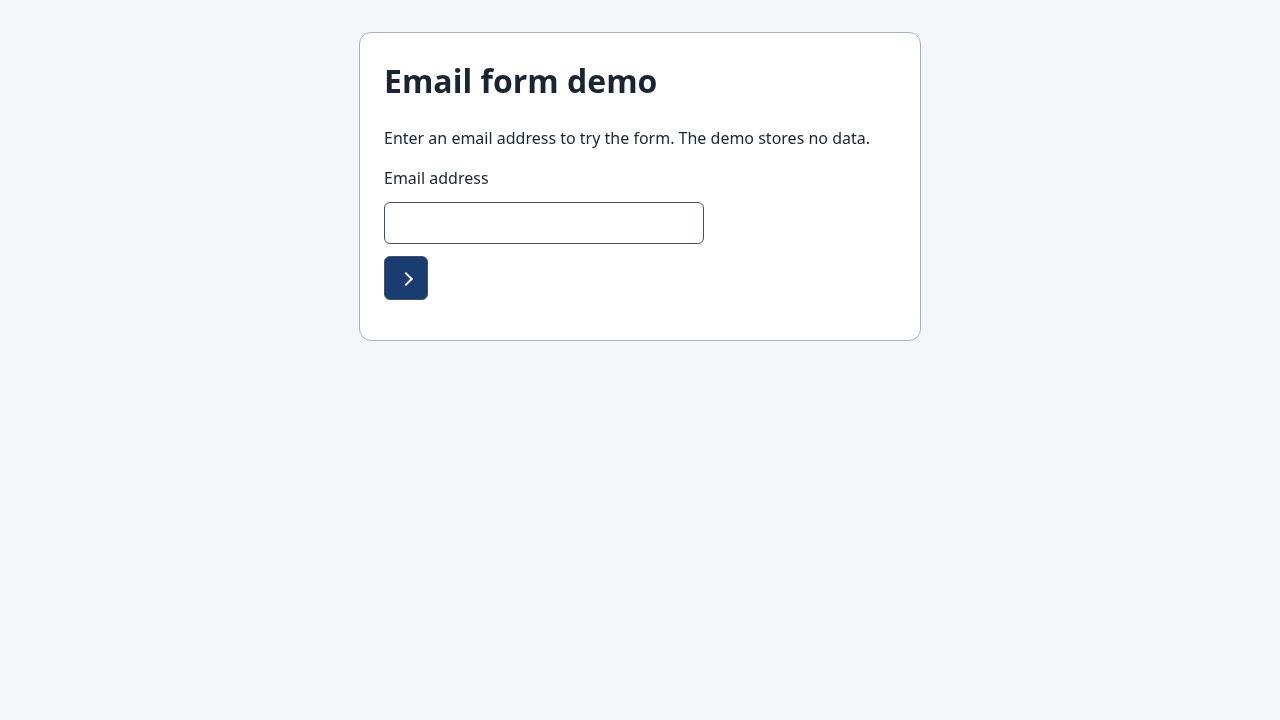 Email form demo
Enter an email address to try the form. The demo stores no data.
Email address